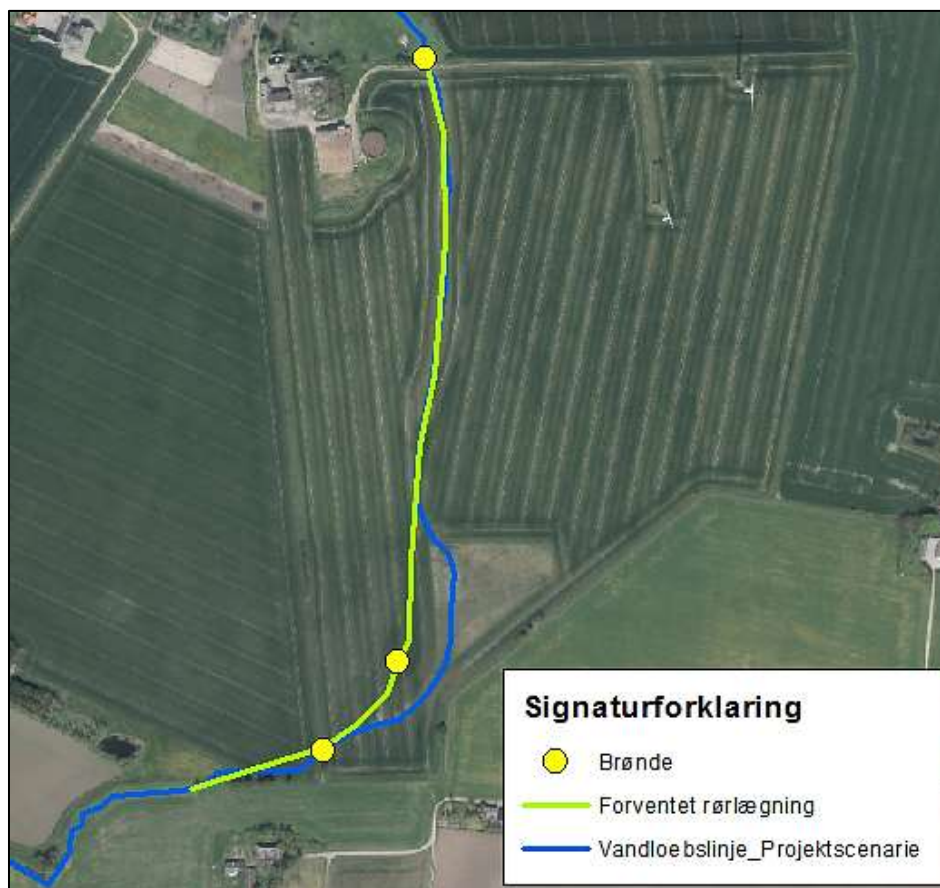 Signaturforklaring
Brønde
Forventet rørlægning
Vandloebslinje_Projektscenarie